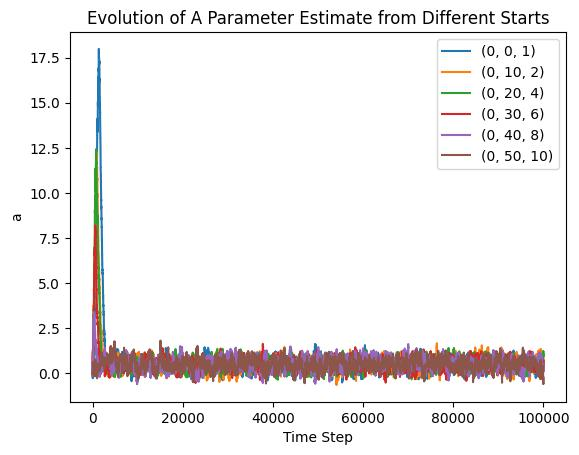 Evolution of A Parameter Estimate from Different Starts
(0, 0, 1)
(0, 10, 2)
(0, 20, 4)
(0, 30, 6)
(0, 40, 8)
(0, 50, 10)
17.5
15.0
12.5
10.0
7.5
5.0
2.5
0.0
a
0 20000 40000 60000 80000 100000
Time Step